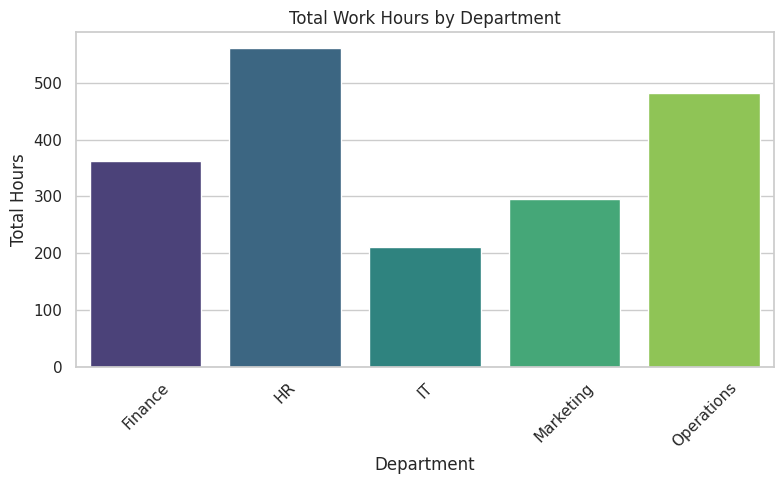 Total Work Hours by Department
Total Hours
500
400
300
200
100
0
Finance
HR
IT
Marketing
Operations
Department